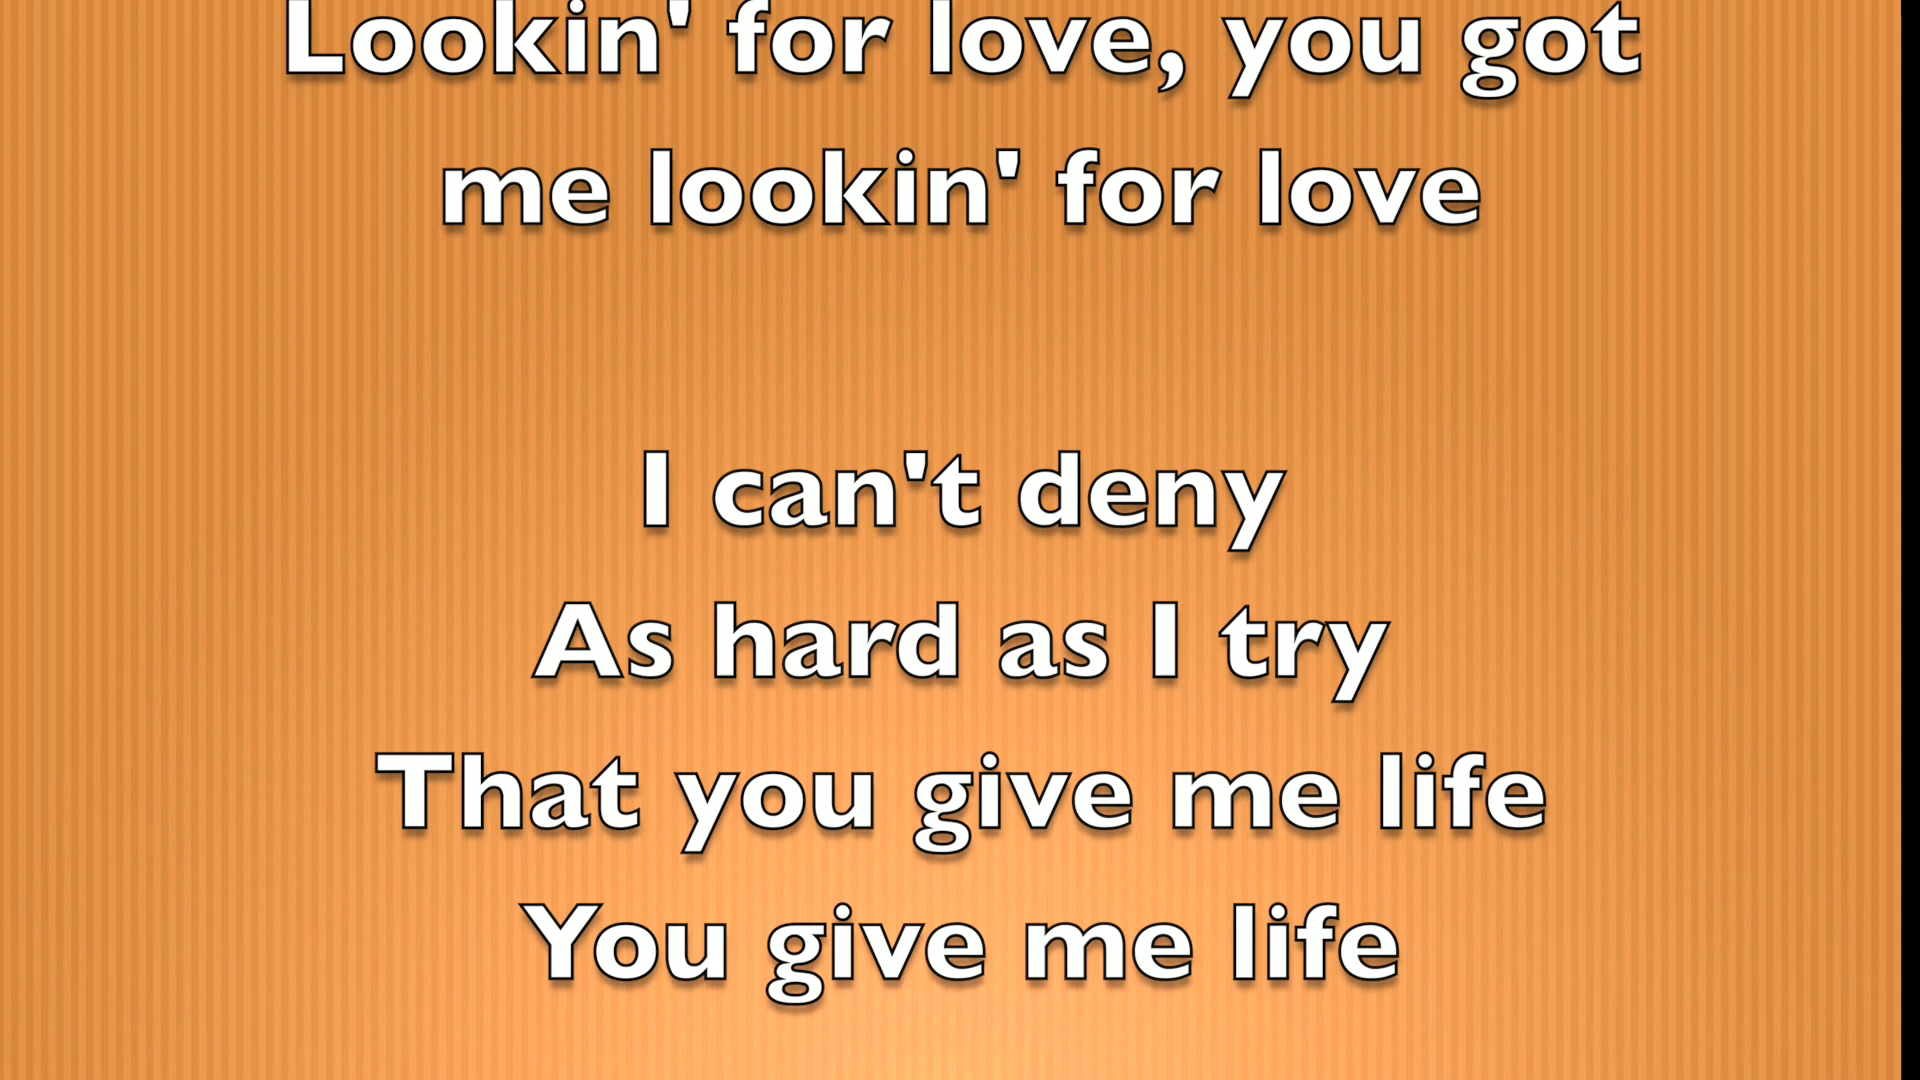 Lookin' for love, you got
me lookin' for love
I can't deny
As hard as I try
That you give me life
You give me life